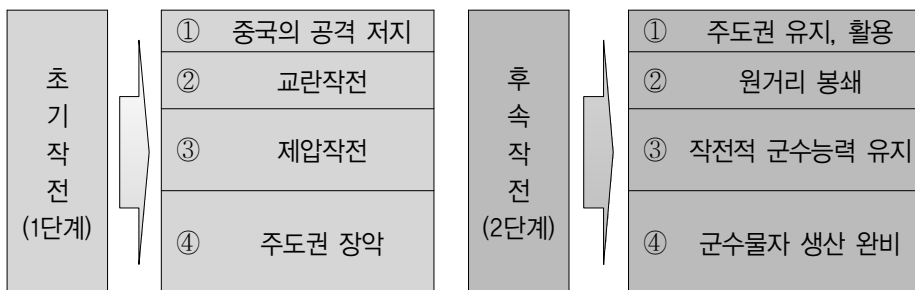 초
기
작
전
(1단계)
① 중국의 공격 저지
② 교란작전
③ 제압작전
④ 주도권 장악
후
속
작
전
(2단계)
① 주도권 유지, 활용
② 원거리 봉쇄
③ 작전적 군수능력 유지
④ 군수물자 생산 완비